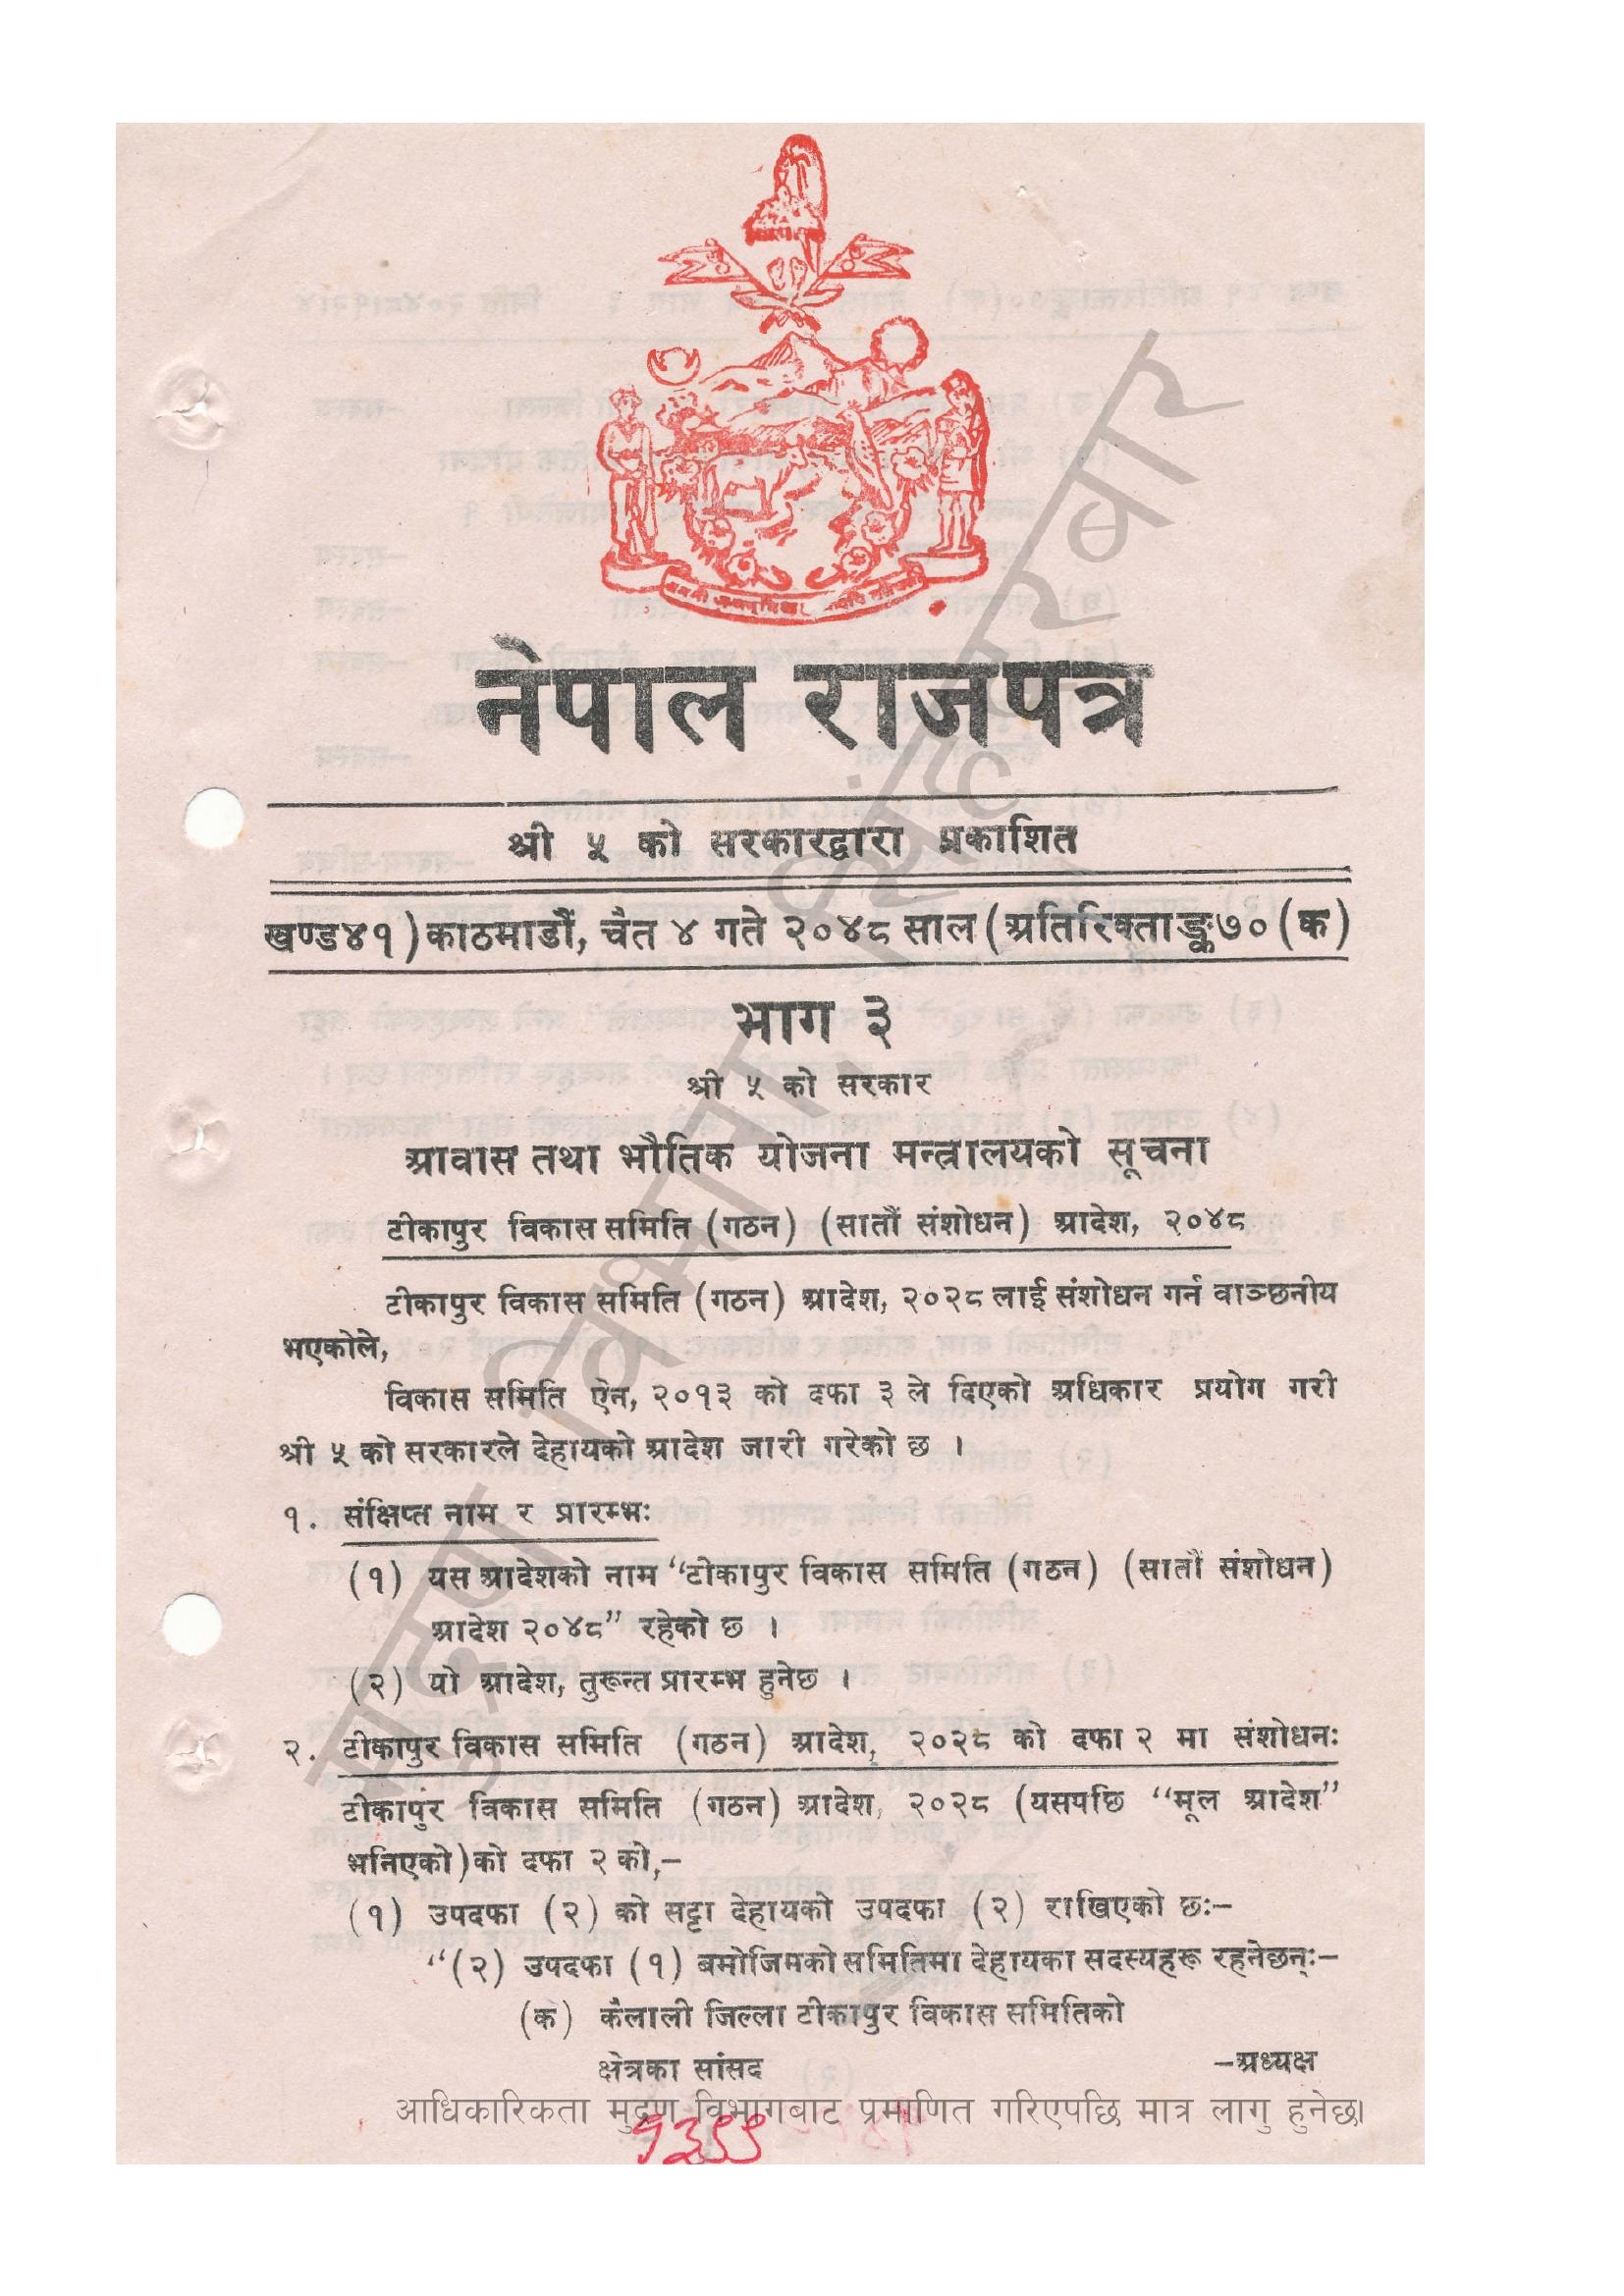 नेपाल राजपत्र
श्री ५ को सरकारद्वारा प्रकाशित
खण्ड४१) काठमाडौं, चैत ४ गते २०४८ साल (अतिरिक्ताङ्क७०(क)
भाग ३
श्री ५ को सरकार
आवास तथा भौतिक योजना मन्त्रालयको सूचना
टीकापुर विकास समिति (गठन) (सातौं संशोधन) आदेश, २०४८
टीकापुर विकास समिति (गठन) आदेश, २०२८ लाई संशोधन गर्न वाञ्छनीय
भएकोले,
विकास समिति ऐन, २०१३ को दफा ३ ले दिएको अधिकार प्रयोग गरी
श्री ५ को सरकारले देहायको आदेश जारी गरेको छ ।
१. संक्षिप्त नाम र प्रारम्भः
(१) यस आदेशको नाम “टीकापुर विकास समिति (गठन) (सातौं संशोधन)
आदेश २०४८” रहेको छ ।
(२) यो आदेश, तुरून्त प्रारम्भ हुनेछ ।
२. टीकापुर विकास समिति (गठन) आदेश, २०२८ को दफा २ मा संशोधनः
टीकापुर विकास समिति (गठन) आदेश, २०२८ (यसपछि “मूल आदेश”
भनिएको) को दफा २ को,–
(१) उपदफा (२) को सट्टा देहायको उपदफा (२) राखिएको छः–
“(२) उपदफा (१) बमोजिमको समितिमा देहायका सदस्यहरू रहनेछन्ः–
(क) कैलाली जिल्ला टीकापुर विकास समितिको
क्षेत्रका सांसद –अध्यक्ष
आधिकारिकता मुद्रण विभागबाट प्रमाणित गरिएपछि मात्र लागु हुनेछ।
१३९९
मुद्रण विभाग, सिंहदरबार